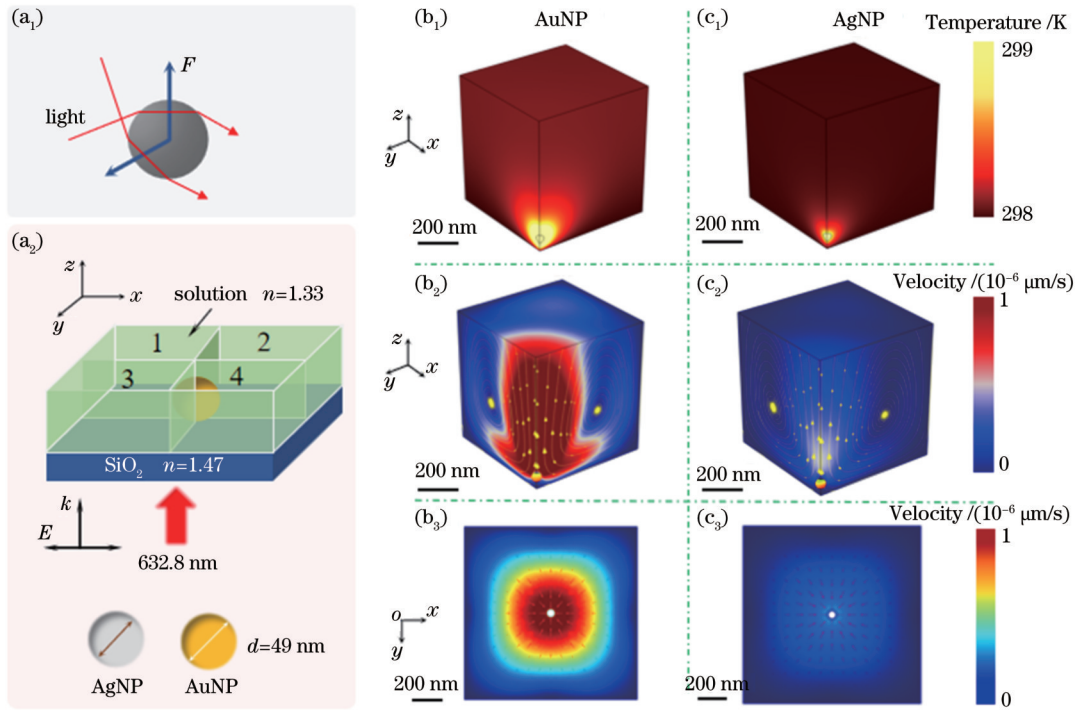 (a₁)
F
light
(a₂)
z
x
y
solution n=1.33
1
2
3
4
SiO₂ n=1.47
k
E
632.8 nm
d=49 nm
AgNP
AuNP
(b₁)
AuNP
z
x
y
200 nm
(c₁)
AgNP
Temperature /K
299
298
200 nm
(b₂)
z
x
y
200 nm
(c₂)
Velocity /(10⁻⁶ μm/s)
1
0
200 nm
(b₃)
o
x
y
200 nm
(c₃)
Velocity /(10⁻⁶ μm/s)
1
0
200 nm